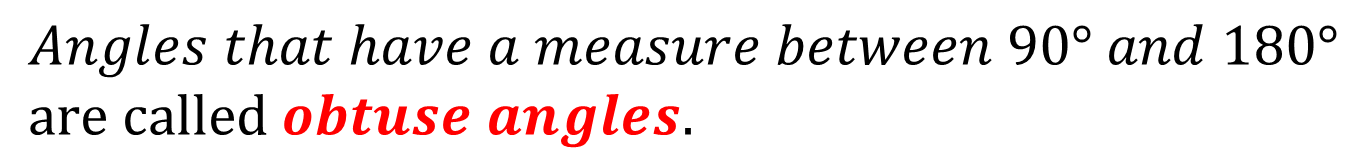 Angles that have a measure between 90° and 180°
are called obtuse angles.